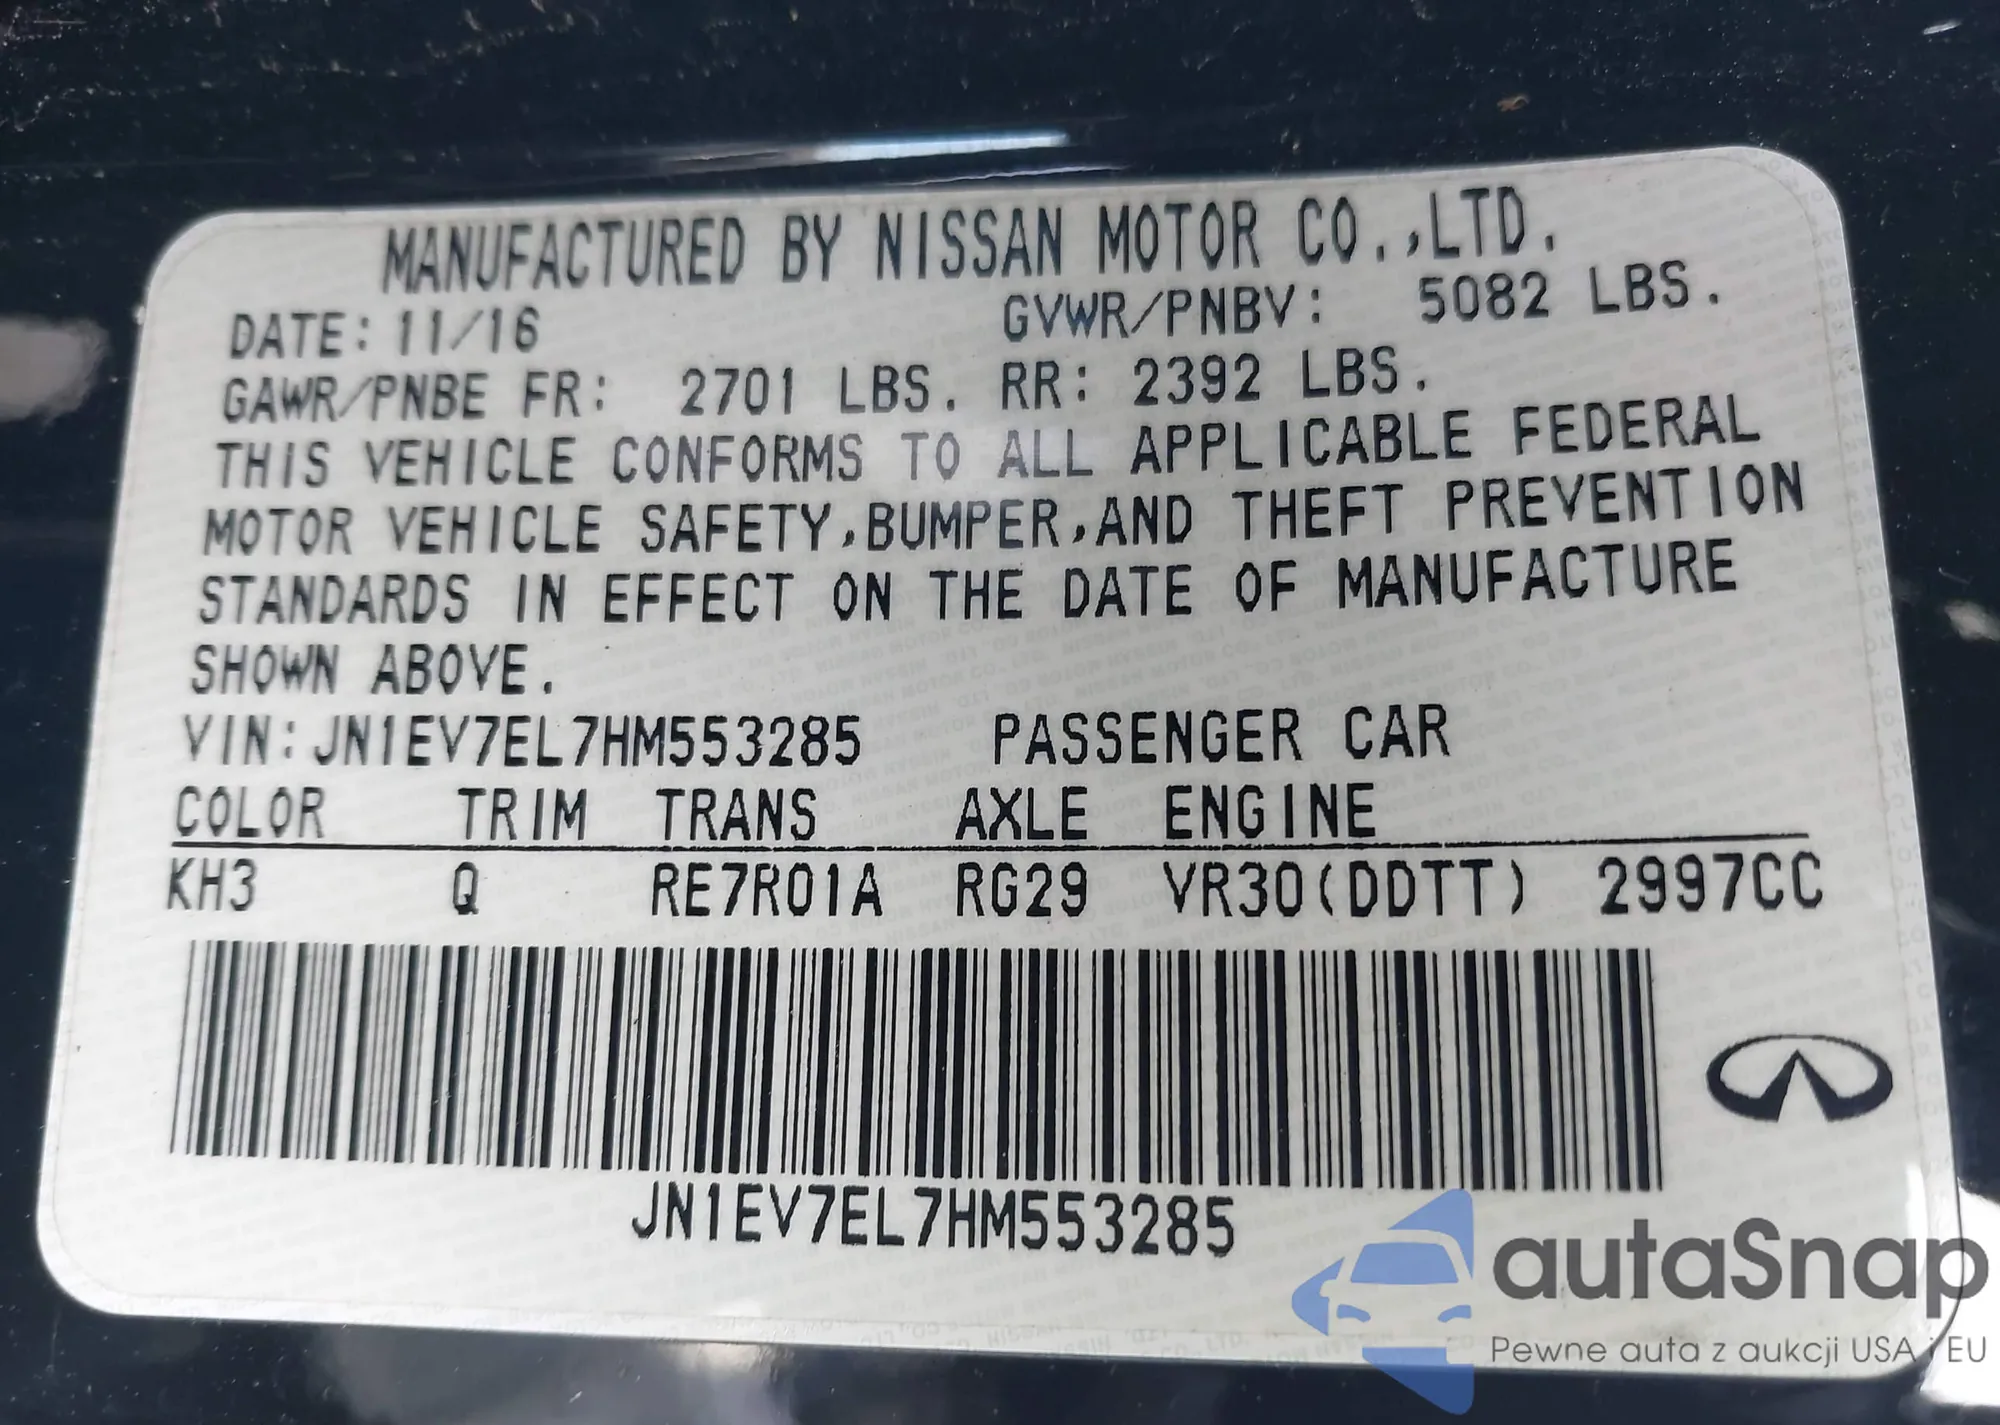 MANUFACTURED BY NISSAN MOTOR CO.,LTD.
DATE: 11/16 GVWR/PNBV: 5082 LBS.
GAWR/PNBE FR: 2701 LBS. RR: 2392 LBS.
THIS VEHICLE CONFORMS TO ALL APPLICABLE FEDERAL
MOTOR VEHICLE SAFETY,BUMPER,AND THEFT PREVENTION
STANDARDS IN EFFECT ON THE DATE OF MANUFACTURE
SHOWN ABOVE.
VIN:JN1EV7EL7HM553285 PASSENGER CAR
COLOR TRIM TRANS AXLE ENGINE
KH3 Q RE7R01A RG29 VR30(DDTT) 2997CC
JN1EV7EL7HM553285
autaSnap
Pewne auta z aukcji USA i EU